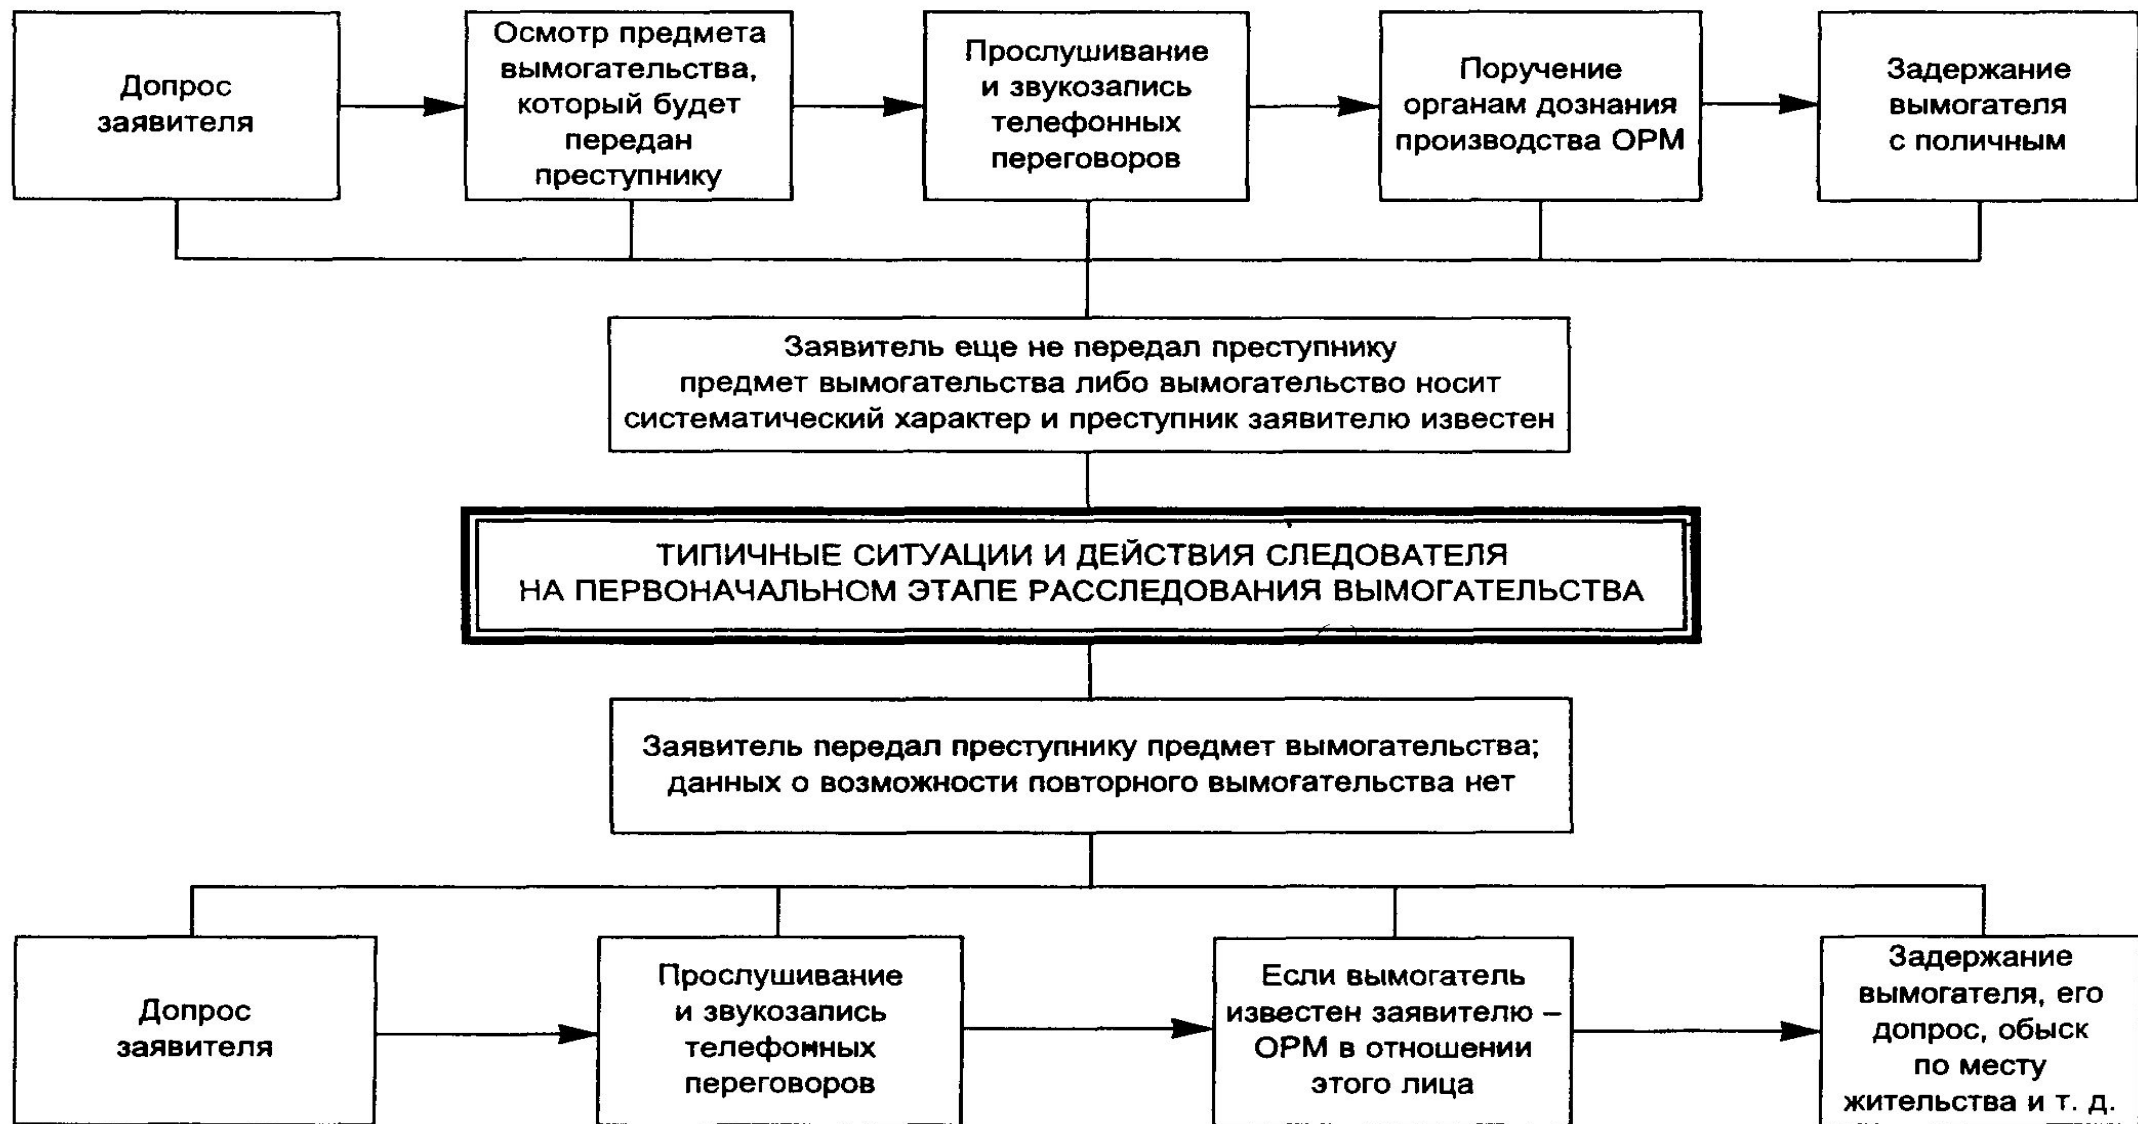 Допрос
заявителя
Осмотр предмета
вымогательства,
который будет
передан
преступнику
Прослушивание
и звукозапись
телефонных
переговоров
Поручение
органам дознания
производства ОРМ
Задержание
вымогателя
с поличным
Заявитель еще не передал преступнику
предмет вымогательства либо вымогательство носит
систематический характер и преступник заявителю известен
ТИПИЧНЫЕ СИТУАЦИИ И ДЕЙСТВИЯ СЛЕДОВАТЕЛЯ
НА ПЕРВОНАЧАЛЬНОМ ЭТАПЕ РАССЛЕДОВАНИЯ ВЫМОГАТЕЛЬСТВА
Заявитель передал преступнику предмет вымогательства;
данных о возможности повторного вымогательства нет
Допрос
заявителя
Прослушивание
и звукозапись
телефонных
переговоров
Если вымогатель
известен заявителю –
ОРМ в отношении
этого лица
Задержание
вымогателя, его
допрос, обыск
по месту
жительства и т. д.